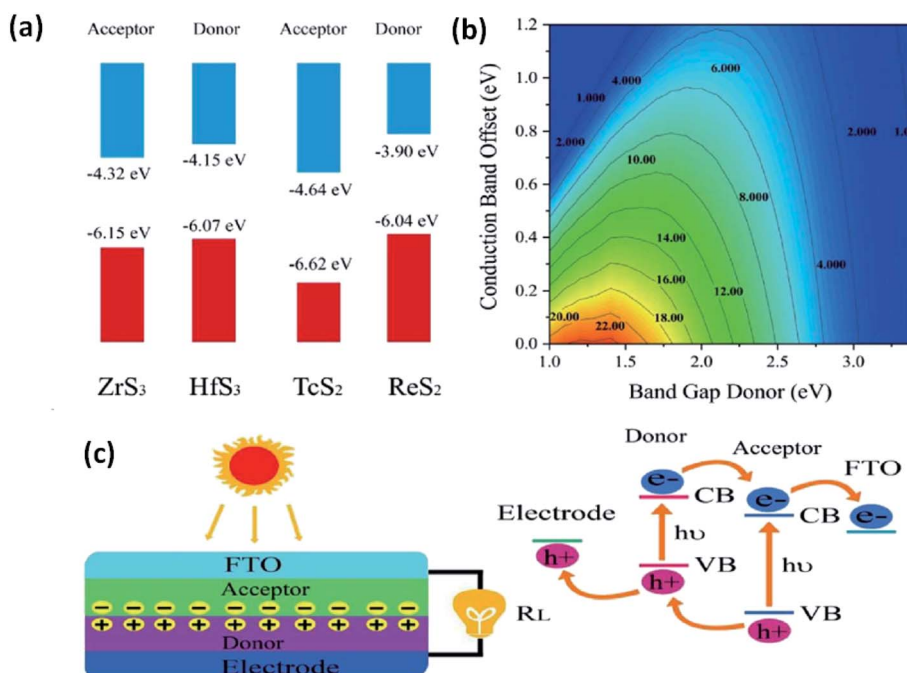 (a)
Acceptor Donor Acceptor Donor
-4.32 eV -4.15 eV -4.64 eV -3.90 eV
-6.15 eV -6.07 eV -6.62 eV -6.04 eV
ZrS3 HfS3 TcS2 ReS2
(b)
Conduction Band Offset (eV)
1.2
1.0
0.8
0.6
0.4
0.2
0.0
1.000 4.000 6.000
2.000 2.000 1.0
10.00 8.000
14.00
16.00 12.00 4.000
20.00 18.00
22.00
1.0 1.5 2.0 2.5 3.0
Band Gap Donor (eV)
(c)
FTO
Acceptor
− − − − − − − − − −
+ + + + + + + + + +
Donor
Electrode
RL
Donor
Acceptor
FTO
e- e- e-
CB CB
Electrode
hυ hυ
h+ h+ h+
VB VB